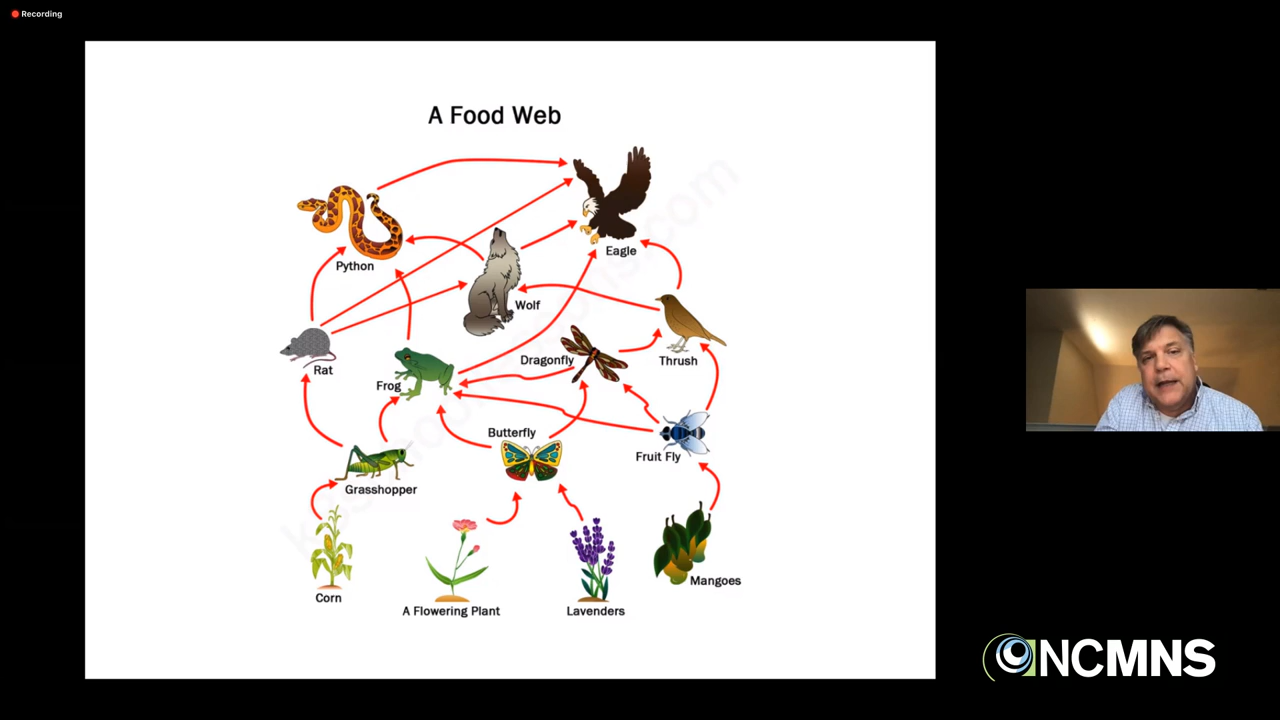 Recording
A Food Web
Eagle
Python
Wolf
Dragonfly
Thrush
Rat
Frog
Butterfly
Fruit Fly
Grasshopper
Mangoes
Corn
A Flowering Plant
Lavenders
NCMNS